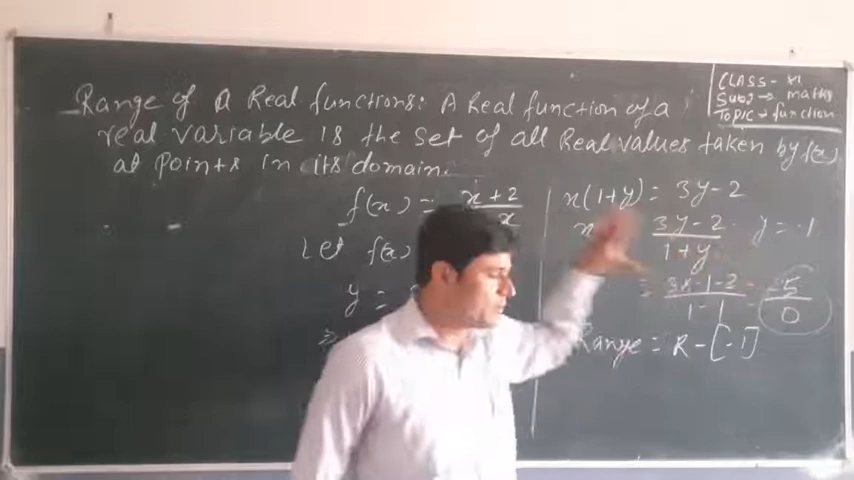 CLASS - XI
Sub J → maths
Topic → function
Range of a Real functions: A Real function of a
real variable is the set of all Real values taken by f(x)
at points in its domain.
f(x) = x+2
x
Let f(x)
y =
⇒
x(1+y) = 3y-2
x 3y-2 y = -1
1+y
= 3x-1-2 = -5
1-1 0
Range = R - [-1]